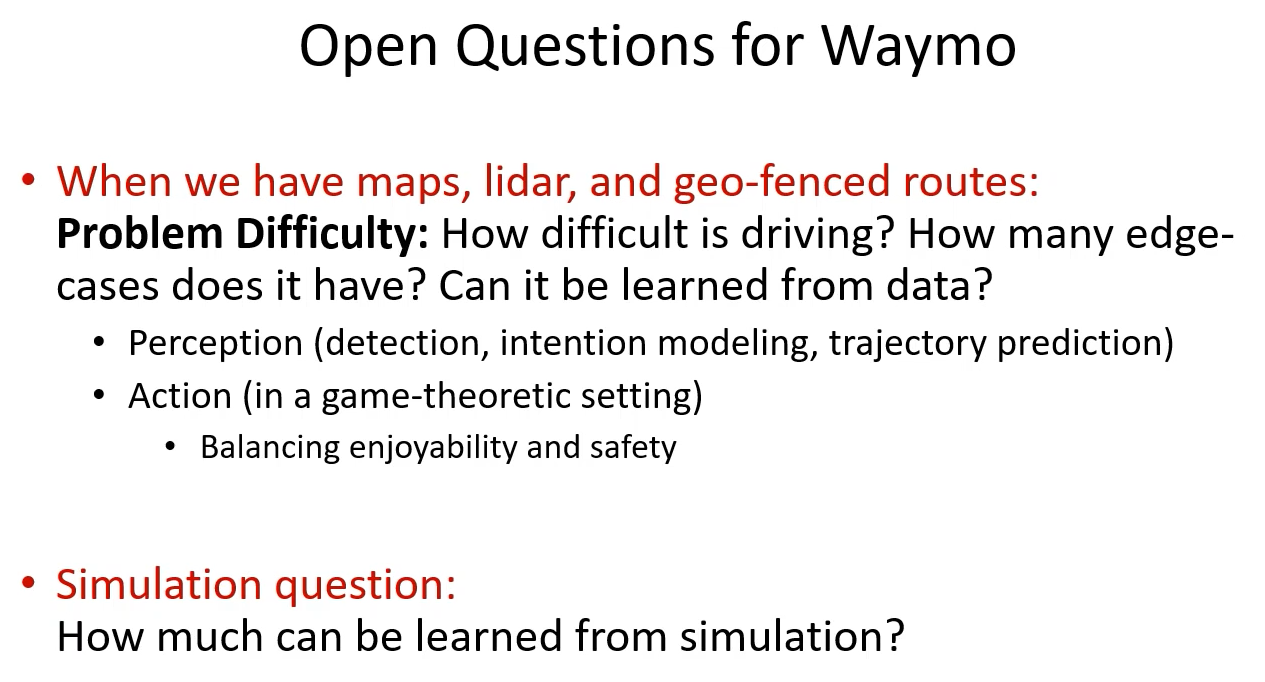 Open Questions for Waymo
• When we have maps, lidar, and geo-fenced routes:
Problem Difficulty: How difficult is driving? How many edge-
cases does it have? Can it be learned from data?
• Perception (detection, intention modeling, trajectory prediction)
• Action (in a game-theoretic setting)
• Balancing enjoyability and safety
• Simulation question:
How much can be learned from simulation?